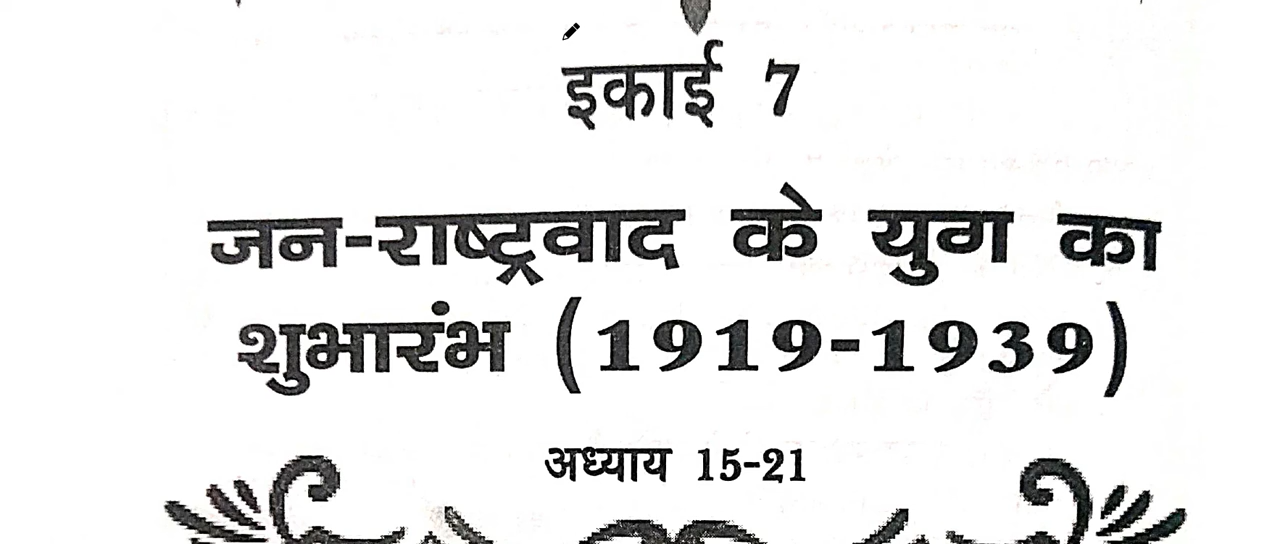 इकाई 7
जन-राष्ट्रवाद के युग का
शुभारंभ (1919-1939)
अध्याय 15-21